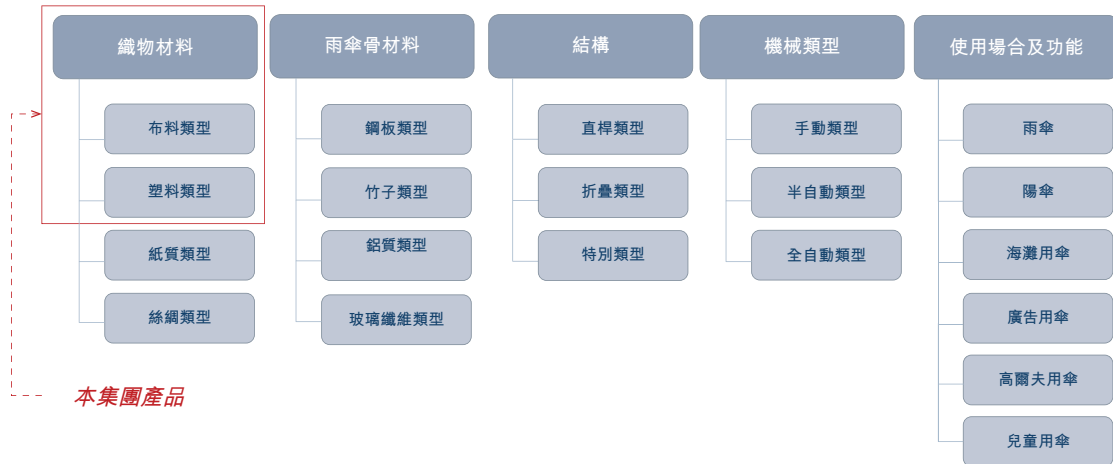 織物材料
布料類型
塑料類型
紙質類型
絲綢類型
雨傘骨材料
鋼板類型
竹子類型
鋁質類型
玻璃纖維類型
結構
直桿類型
折疊類型
特別類型
機械類型
手動類型
半自動類型
全自動類型
使用場合及功能
雨傘
陽傘
海灘用傘
廣告用傘
高爾夫用傘
兒童用傘
本集團產品